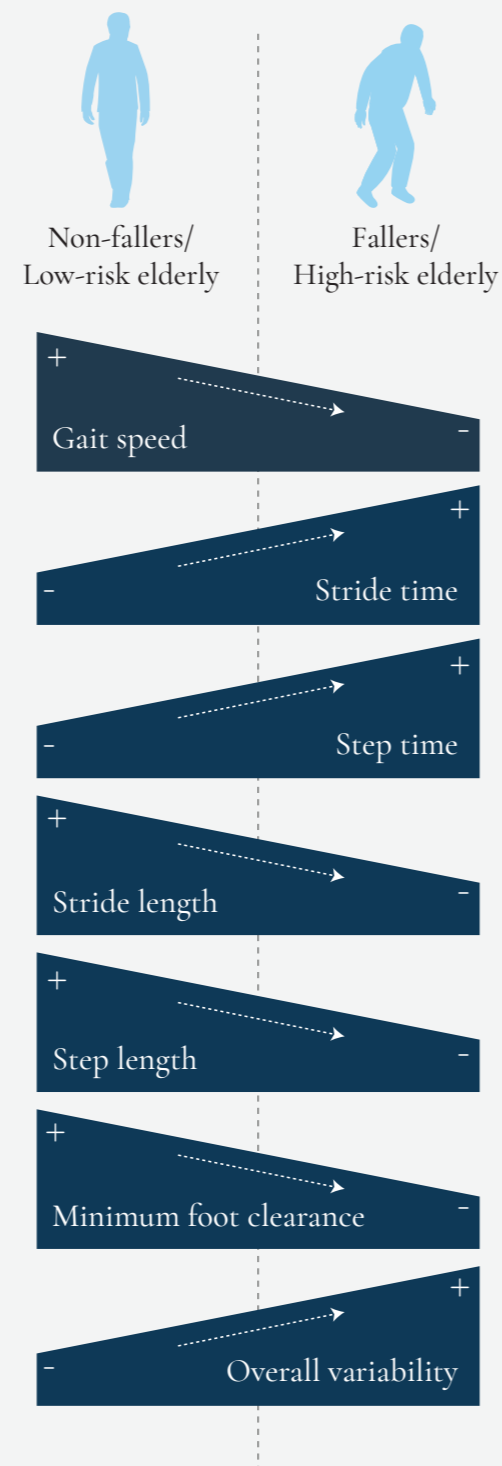 Non-fallers/
Low-risk elderly
Fallers/
High-risk elderly
+
-
Gait speed
+
-
Stride time
+
-
Step time
+
-
Stride length
+
-
Step length
+
-
Minimum foot clearance
+
-
Overall variability